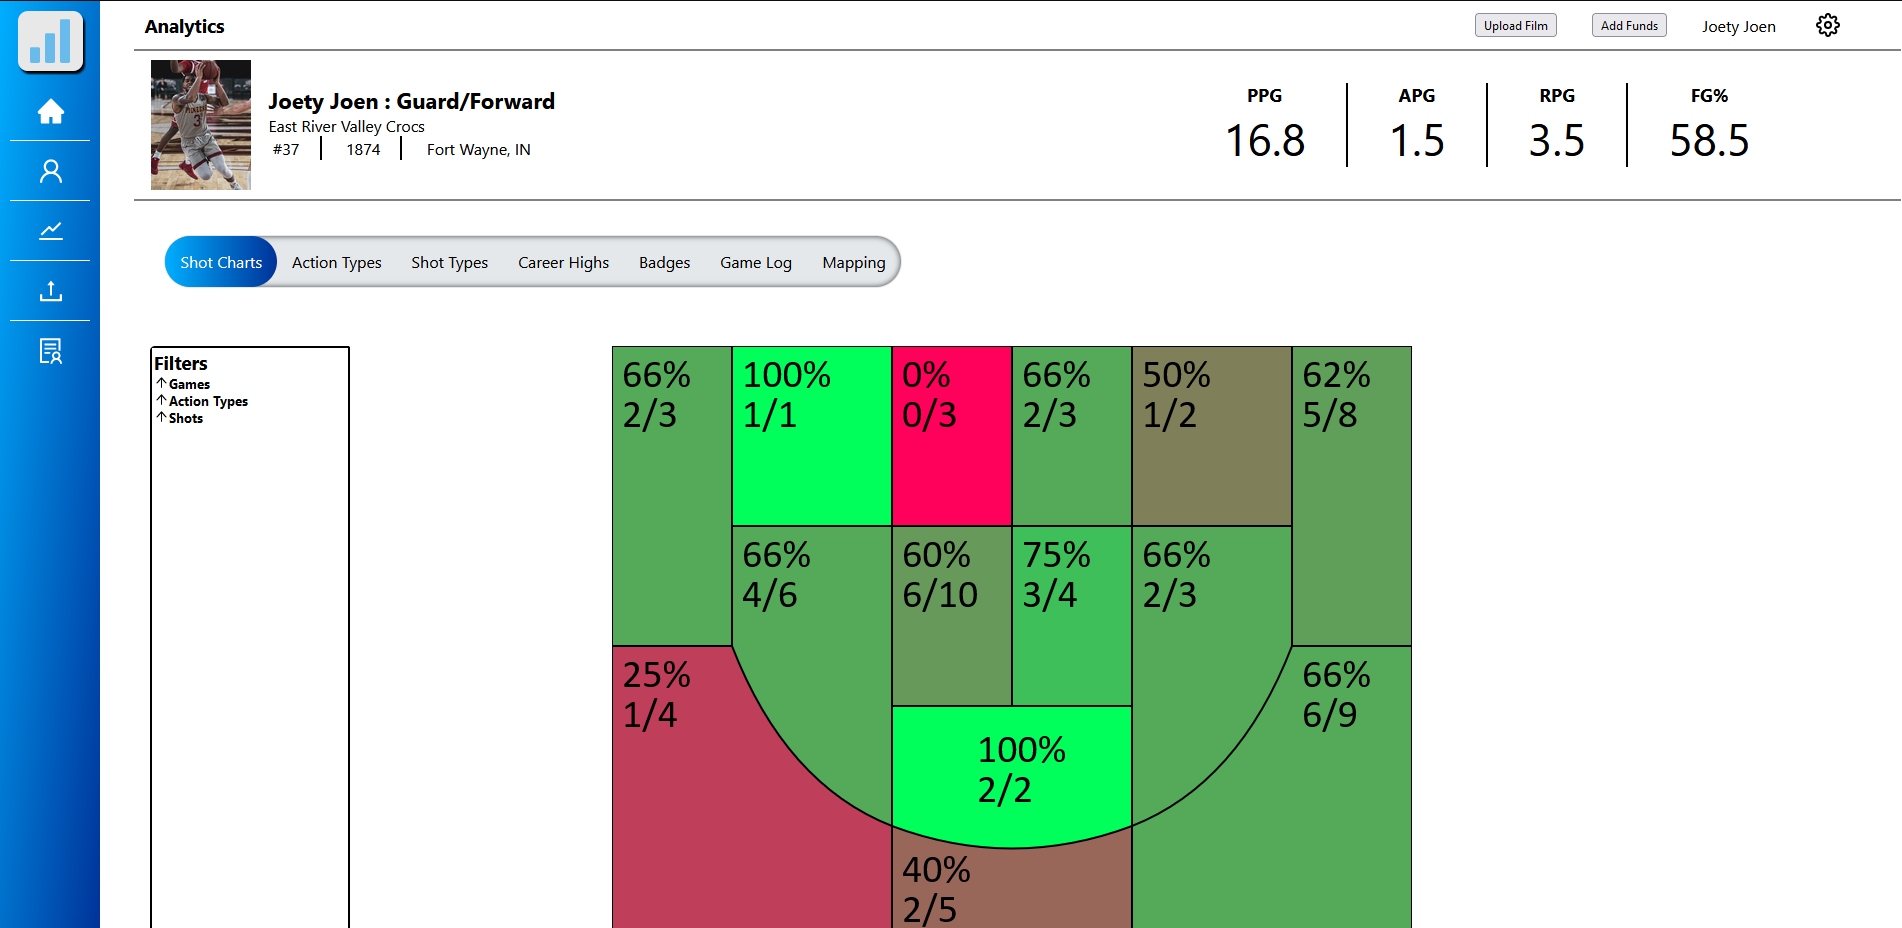 Analytics
Upload Film
Add Funds
Joety Joen
Joety Joen : Guard/Forward
East River Valley Crocs
#37 1874 Fort Wayne, IN
PPG APG RPG FG%
16.8 1.5 3.5 58.5
Shot Charts Action Types Shot Types Career Highs Badges Game Log Mapping
Filters
Games
Action Types
Shots
66% 100% 0% 66% 50% 62%
2/3 1/1 0/3 2/3 1/2 5/8
66% 60% 75% 66%
4/6 6/10 3/4 2/3
25% 66%
1/4 6/9
100%
2/2
40%
2/5